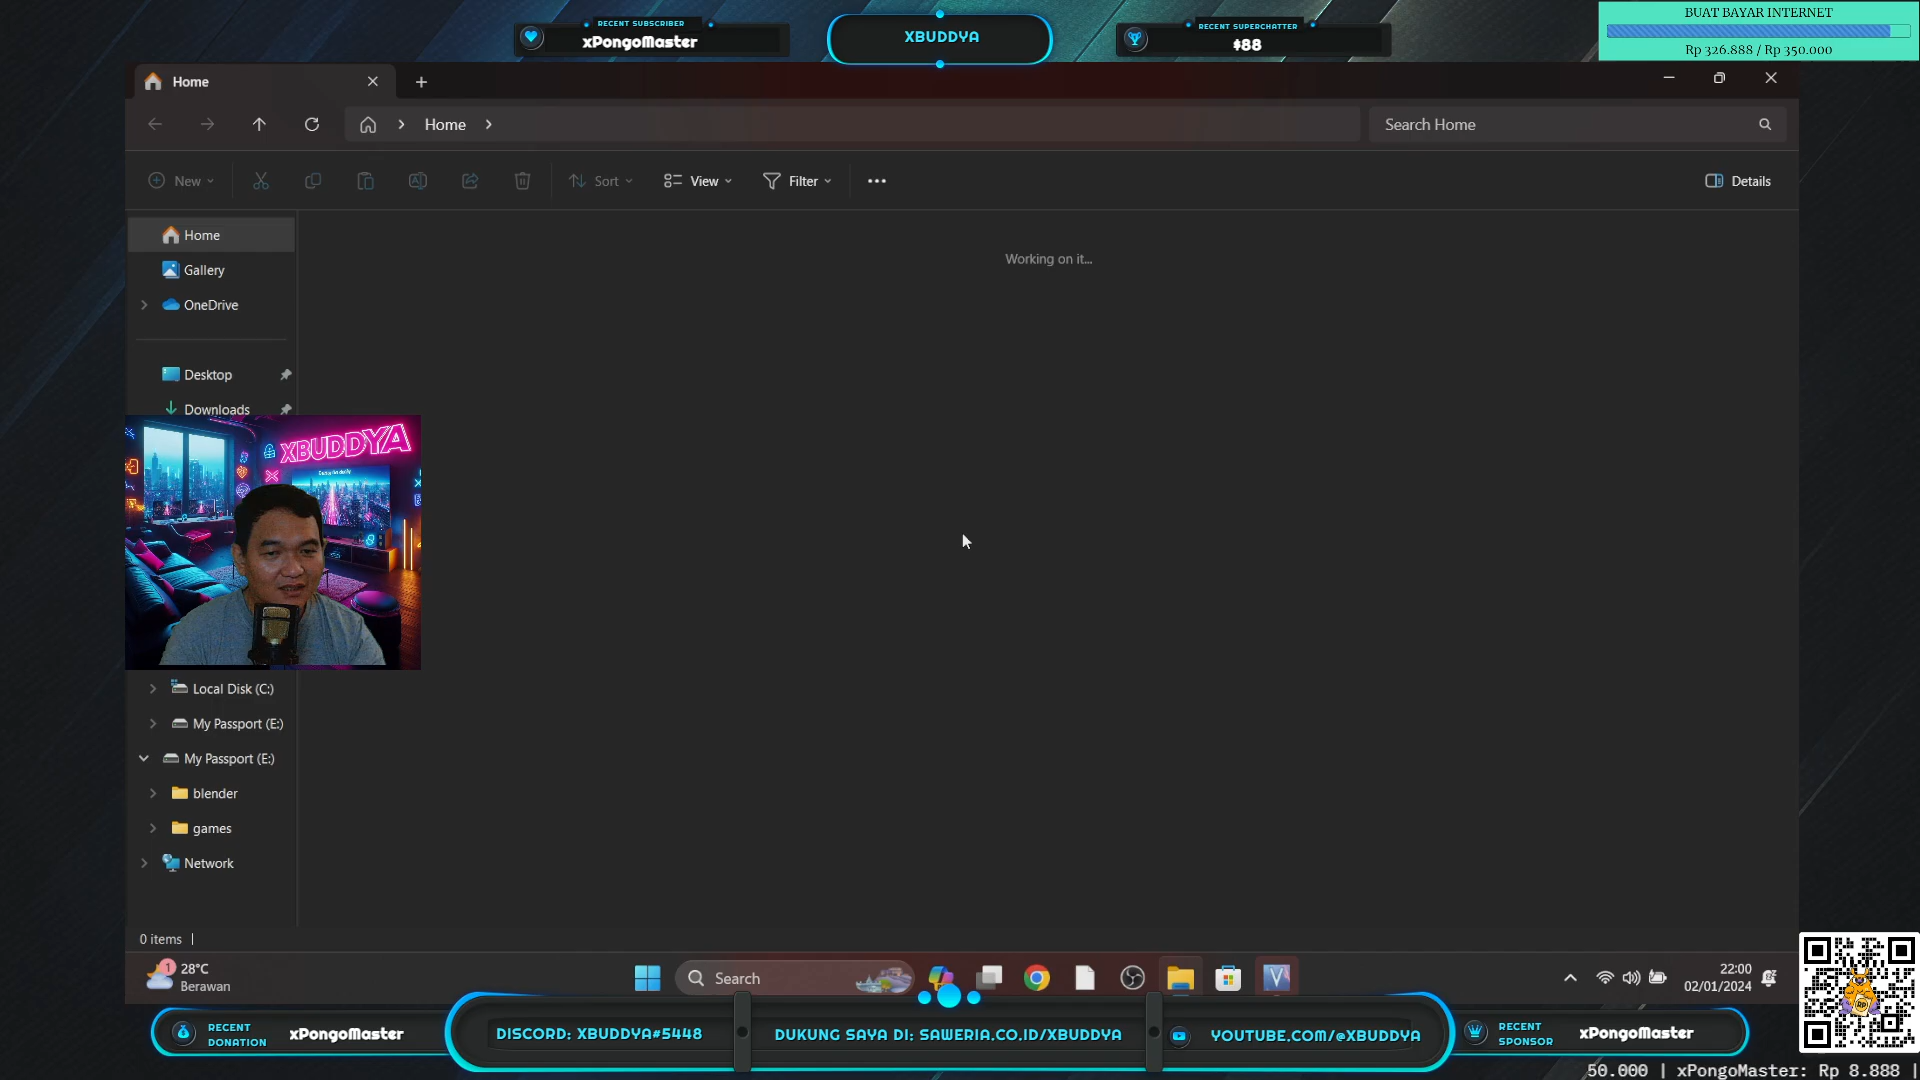 RECENT SUBSCRIBER
xPongoMaster
XBUDDYA
RECENT SUPERCHATTER
$88
BUAT BAYAR INTERNET
Rp 326.888 / Rp 350.000
Home
Home
Search Home
New
Sort
View
Filter
Details
Home
Gallery
OneDrive
Working on it...
Desktop
Downloads
XBUDDYA
Local Disk (C:)
My Passport (E:)
My Passport (E:)
blender
games
Network
0 items
1
28°C
Berawan
Search
22:00
02/01/2024
RECENT DONATION
xPongoMaster
DISCORD: XBUDDYA#5448
DUKUNG SAYA DI: SAWERIA.CO.ID/XBUDDYA
YOUTUBE.COM/@XBUDDYA
RECENT SPONSOR
xPongoMaster
50.000 | xPongoMaster: Rp 8.888 |